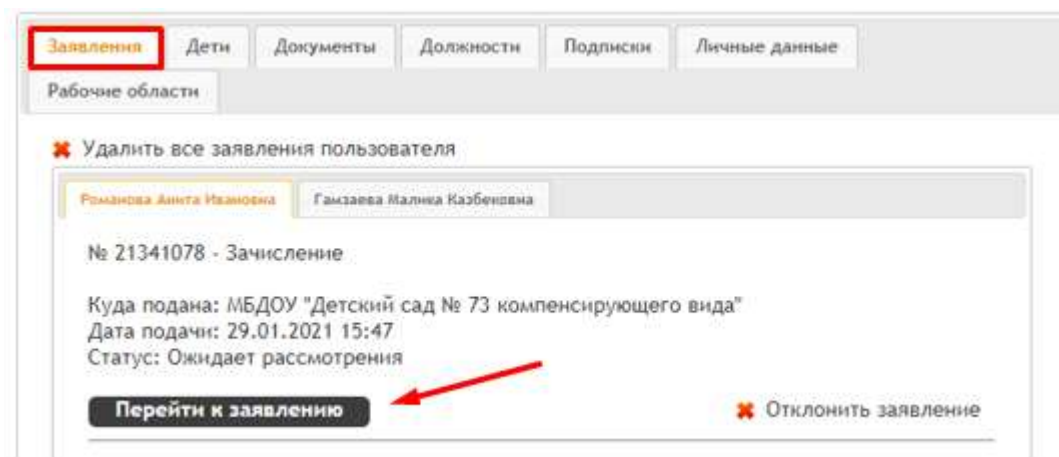 Заявления Дети Документы Должности Подписки Личные данные
Рабочие области
Удалить все заявления пользователя
Романова Анита Ивановна Гамзаева Малика Казбековна
№ 21341078 - Зачисление
Куда подана: МБДОУ "Детский сад № 73 компенсирующего вида"
Дата подачи: 29.01.2021 15:47
Статус: Ожидает рассмотрения
Перейти к заявлению Отклонить заявление